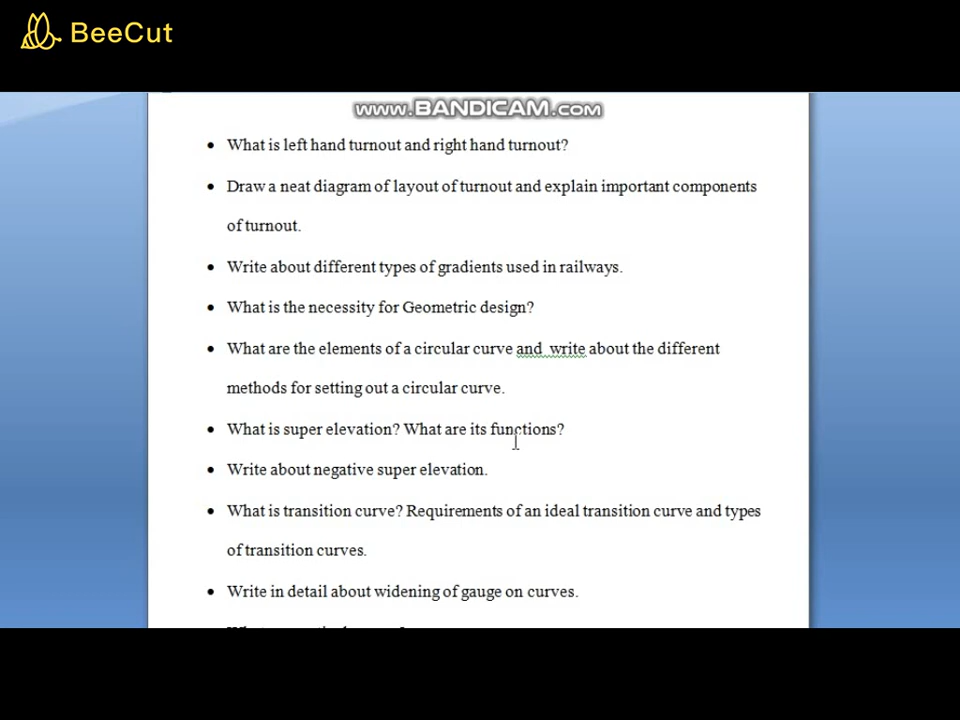 BeeCut
www.BANDICAM.com
• What is left hand turnout and right hand turnout?
• Draw a neat diagram of layout of turnout and explain important components
of turnout.
• Write about different types of gradients used in railways.
• What is the necessity for Geometric design?
• What are the elements of a circular curve and  write about the different
methods for setting out a circular curve.
• What is super elevation? What are its functions?
• Write about negative super elevation.
• What is transition curve? Requirements of an ideal transition curve and types
of transition curves.
• Write in detail about widening of gauge on curves.